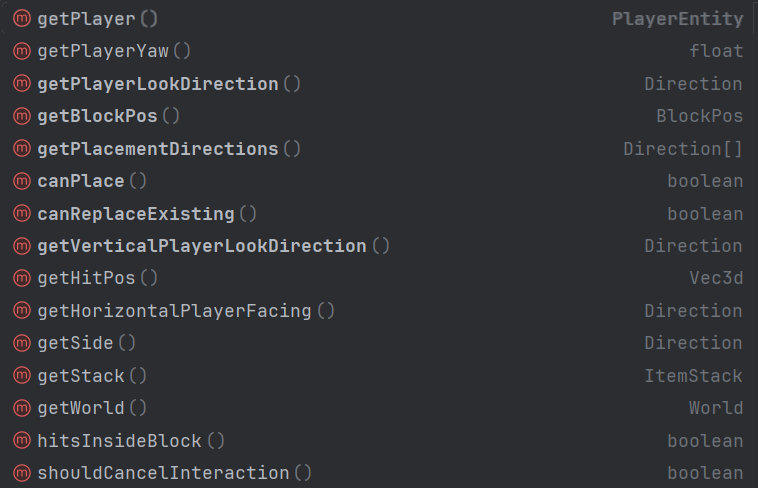 m getPlayer() PlayerEntity
m getPlayerYaw() float
m getPlayerLookDirection() Direction
m getBlockPos() BlockPos
m getPlacementDirections() Direction[]
m canPlace() boolean
m canReplaceExisting() boolean
m getVerticalPlayerLookDirection() Direction
m getHitPos() Vec3d
m getHorizontalPlayerFacing() Direction
m getSide() Direction
m getStack() ItemStack
m getWorld() World
m hitsInsideBlock() boolean
m shouldCancelInteraction() boolean